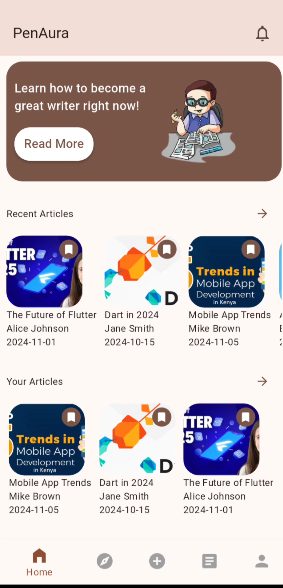 PenAura
Learn how to become a
great writer right now!
Read More
Recent Articles
TTER
25
D
Trends in
Mobile App
Development
in Kenya
The Future of Flutter
Dart in 2024
Mobile App Trends
Alice Johnson
Jane Smith
Mike Brown
2024-11-01
2024-10-15
2024-11-05
Your Articles
Trends in
Mobile App
Development
in Kenya
D
TTER
25
Mobile App Trends
Dart in 2024
The Future of Flutter
Mike Brown
Jane Smith
Alice Johnson
2024-11-05
2024-10-15
2024-11-01
Home